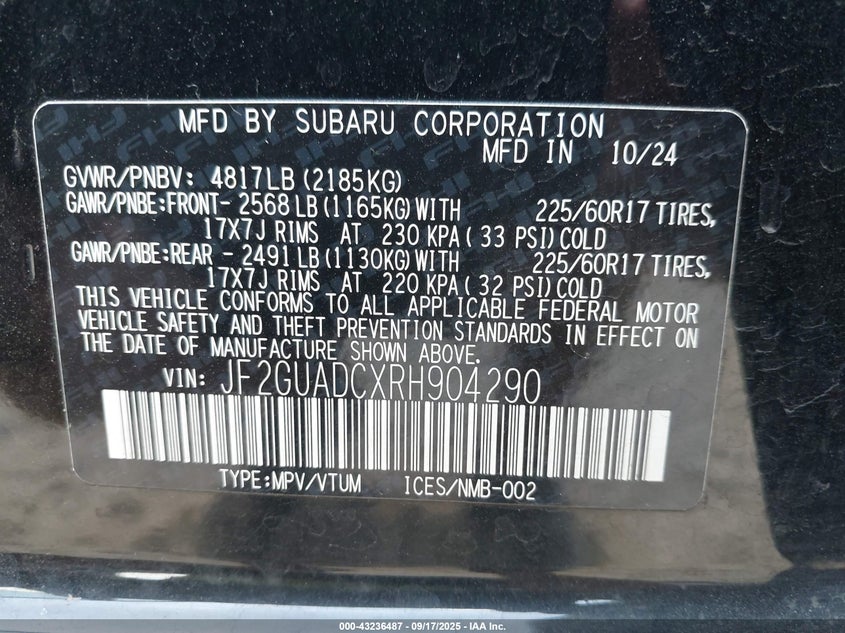 MFD BY SUBARU CORPORATION
MFD IN 10/24
GVWR/PNBV: 4817LB (2185KG)
GAWR/PNBE:FRONT- 2568 LB (1165KG) WITH 225/60R17 TIRES,
17X7J RIMS AT 230 KPA ( 33 PSI) COLD
GAWR/PNBE:REAR - 2491 LB (1130KG) WITH 225/60R17 TIRES,
17X7J RIMS AT 220 KPA ( 32 PSI) COLD
THIS VEHICLE CONFORMS TO ALL APPLICABLE FEDERAL MOTOR
VEHICLE SAFETY AND THEFT PREVENTION STANDARDS IN EFFECT ON
THE DATE OF MANUFACTURE SHOWN ABOVE.
VIN: JF2GUADCXRH904290
TYPE:MPV/VTUM ICES/NMB-002
000-43236487 - 09/17/2025 - IAA Inc.